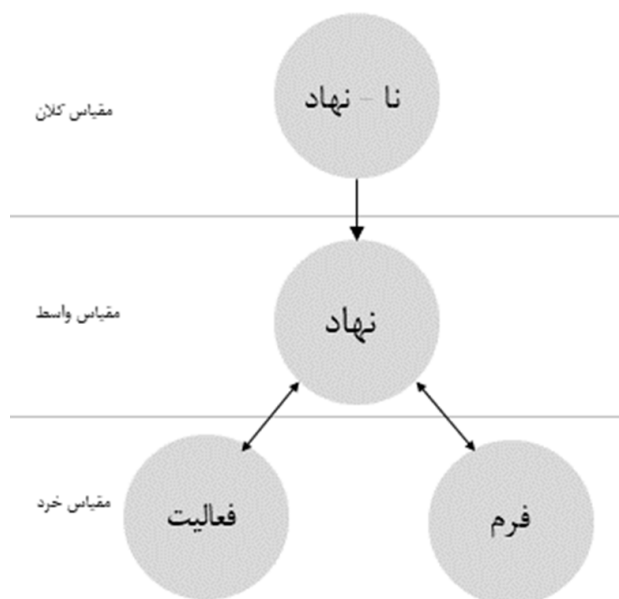 نا – نهاد
مقیاس کلان
نهاد
مقیاس واسط
فعالیت
فرم
مقیاس خرد